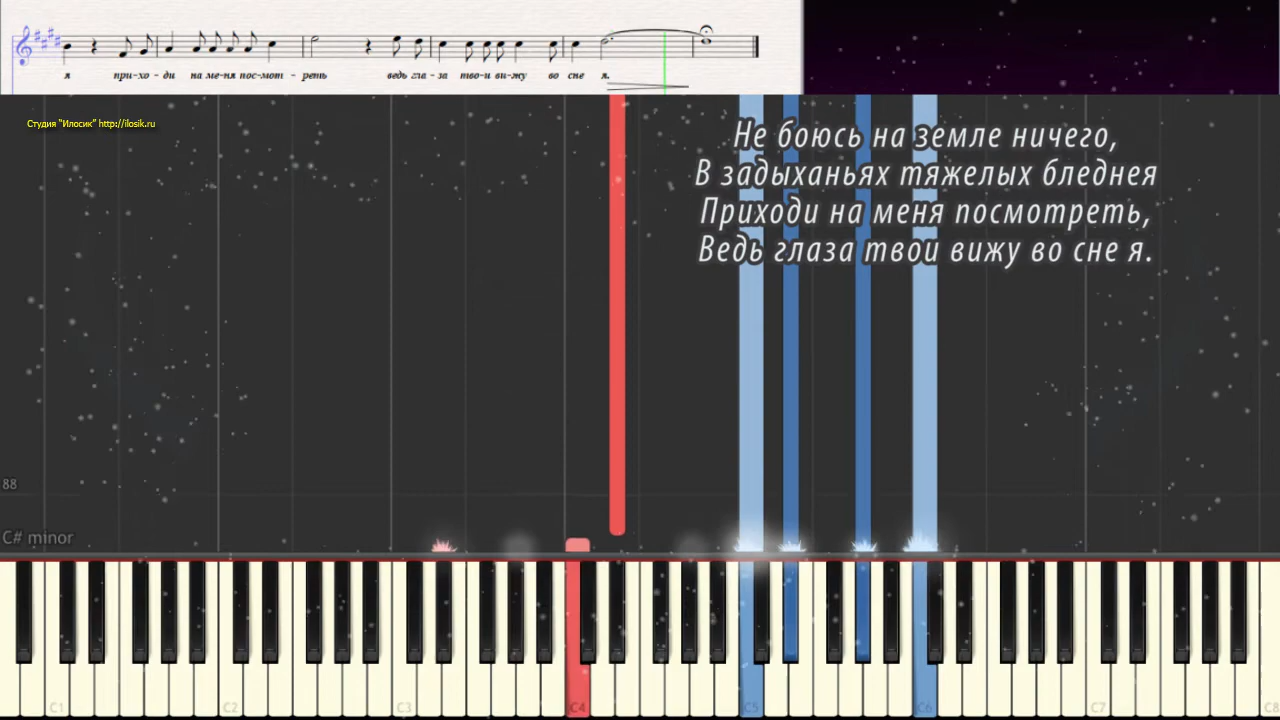 я при-хо - ди на ме-ня пос-мот - реть ведь гла - за тво-и ви-жу во сне я.
Студия "Илосик" http://ilosik.ru
Не боюсь на земле ничего,
В задыханьях тяжелых бледнея
Приходи на меня посмотреть,
Ведь глаза твои вижу во сне я.
88
C# minor
C1 C2 C3 C4 C5 C6 C7 C8